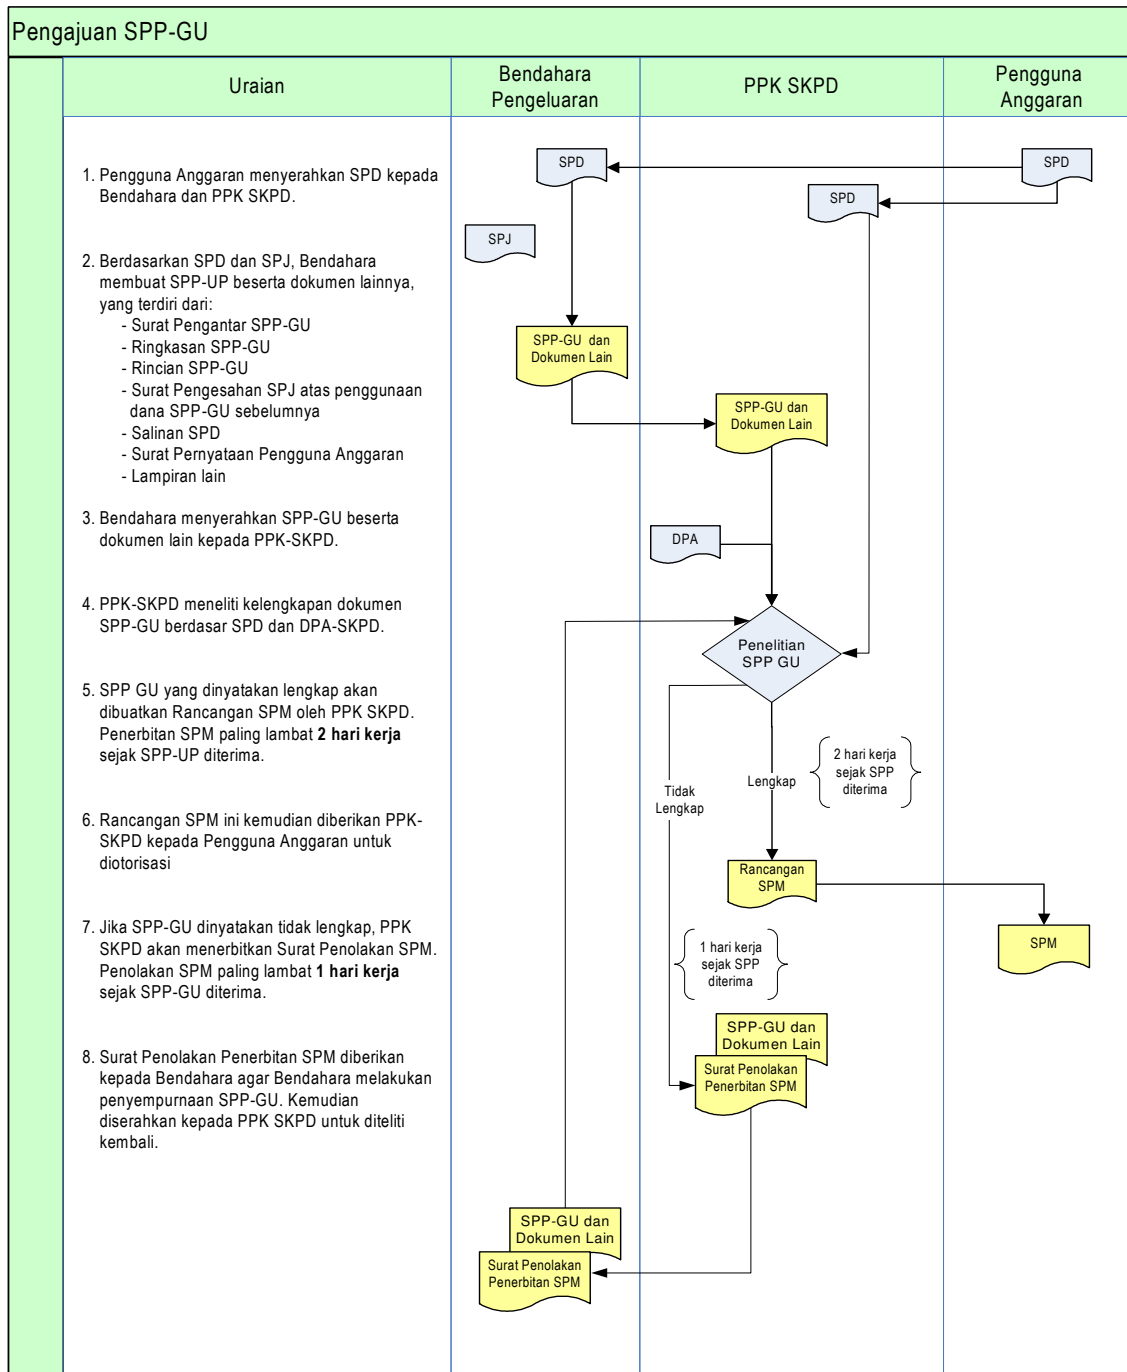 Pengajuan SPP-GU
Uraian
Bendahara
Pengeluaran
PPK SKPD
Pengguna
Anggaran
1. Pengguna Anggaran menyerahkan SPD kepada
Bendahara dan PPK SKPD.
2. Berdasarkan SPD dan SPJ, Bendahara
membuat SPP-UP beserta dokumen lainnya,
yang terdiri dari:
- Surat Pengantar SPP-GU
- Ringkasan SPP-GU
- Rincian SPP-GU
- Surat Pengesahan SPJ atas penggunaan
dana SPP-GU sebelumnya
- Salinan SPD
- Surat Pernyataan Pengguna Anggaran
- Lampiran lain
3. Bendahara menyerahkan SPP-GU beserta
dokumen lain kepada PPK-SKPD.
4. PPK-SKPD meneliti kelengkapan dokumen
SPP-GU berdasar SPD dan DPA-SKPD.
5. SPP GU yang dinyatakan lengkap akan
dibuatkan Rancangan SPM oleh PPK SKPD.
Penerbitan SPM paling lambat 2 hari kerja
sejak SPP-UP diterima.
6. Rancangan SPM ini kemudian diberikan PPK-
SKPD kepada Pengguna Anggaran untuk
diotorisasi
7. Jika SPP-GU dinyatakan tidak lengkap, PPK
SKPD akan menerbitkan Surat Penolakan SPM.
Penolakan SPM paling lambat 1 hari kerja
sejak SPP-GU diterima.
8. Surat Penolakan Penerbitan SPM diberikan
kepada Bendahara agar Bendahara melakukan
penyempurnaan SPP-GU. Kemudian
diserahkan kepada PPK SKPD untuk diteliti
kembali.
SPD
SPD
SPD
SPJ
SPP-GU dan
Dokumen Lain
SPP-GU dan
Dokumen Lain
DPA
Penelitian
SPP GU
Tidak
Lengkap
Lengkap
2 hari kerja
sejak SPP
diterima
Rancangan
SPM
SPM
1 hari kerja
sejak SPP
diterima
SPP-GU dan
Dokumen Lain
Surat Penolakan
Penerbitan SPM
SPP-GU dan
Dokumen Lain
Surat Penolakan
Penerbitan SPM